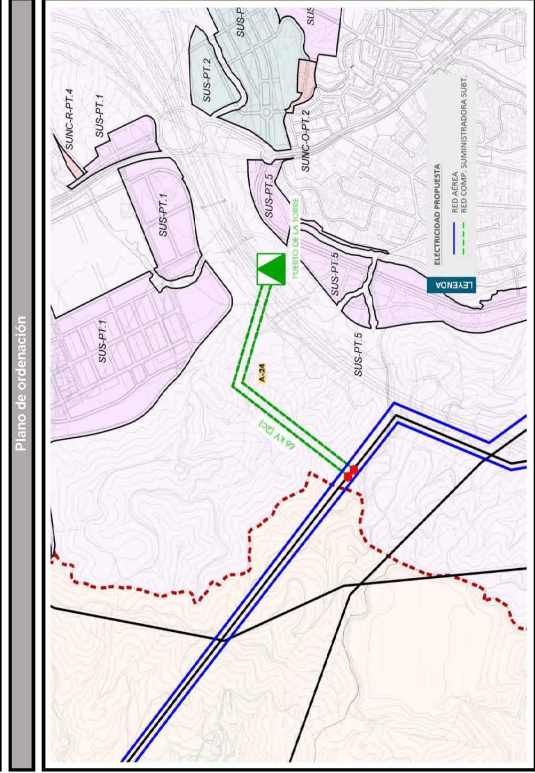 Plano de ordenación
SUNC-R-PT.4
SUS-PT.1
SUS-PT.1
SUS-PT.1
SUS-P
SUS
SUS-PT.2
SUNC-O-PT.2
SUS-PT.5
SUS-PT.5
SUS-PT.5
PUERTO DE LA TORRE
A-24
66 kV (2C)
LEYENDA
ELECTRICIDAD PROPUESTA
RED AÉREA
RED COMP. SUMINISTRADORA SUBT.